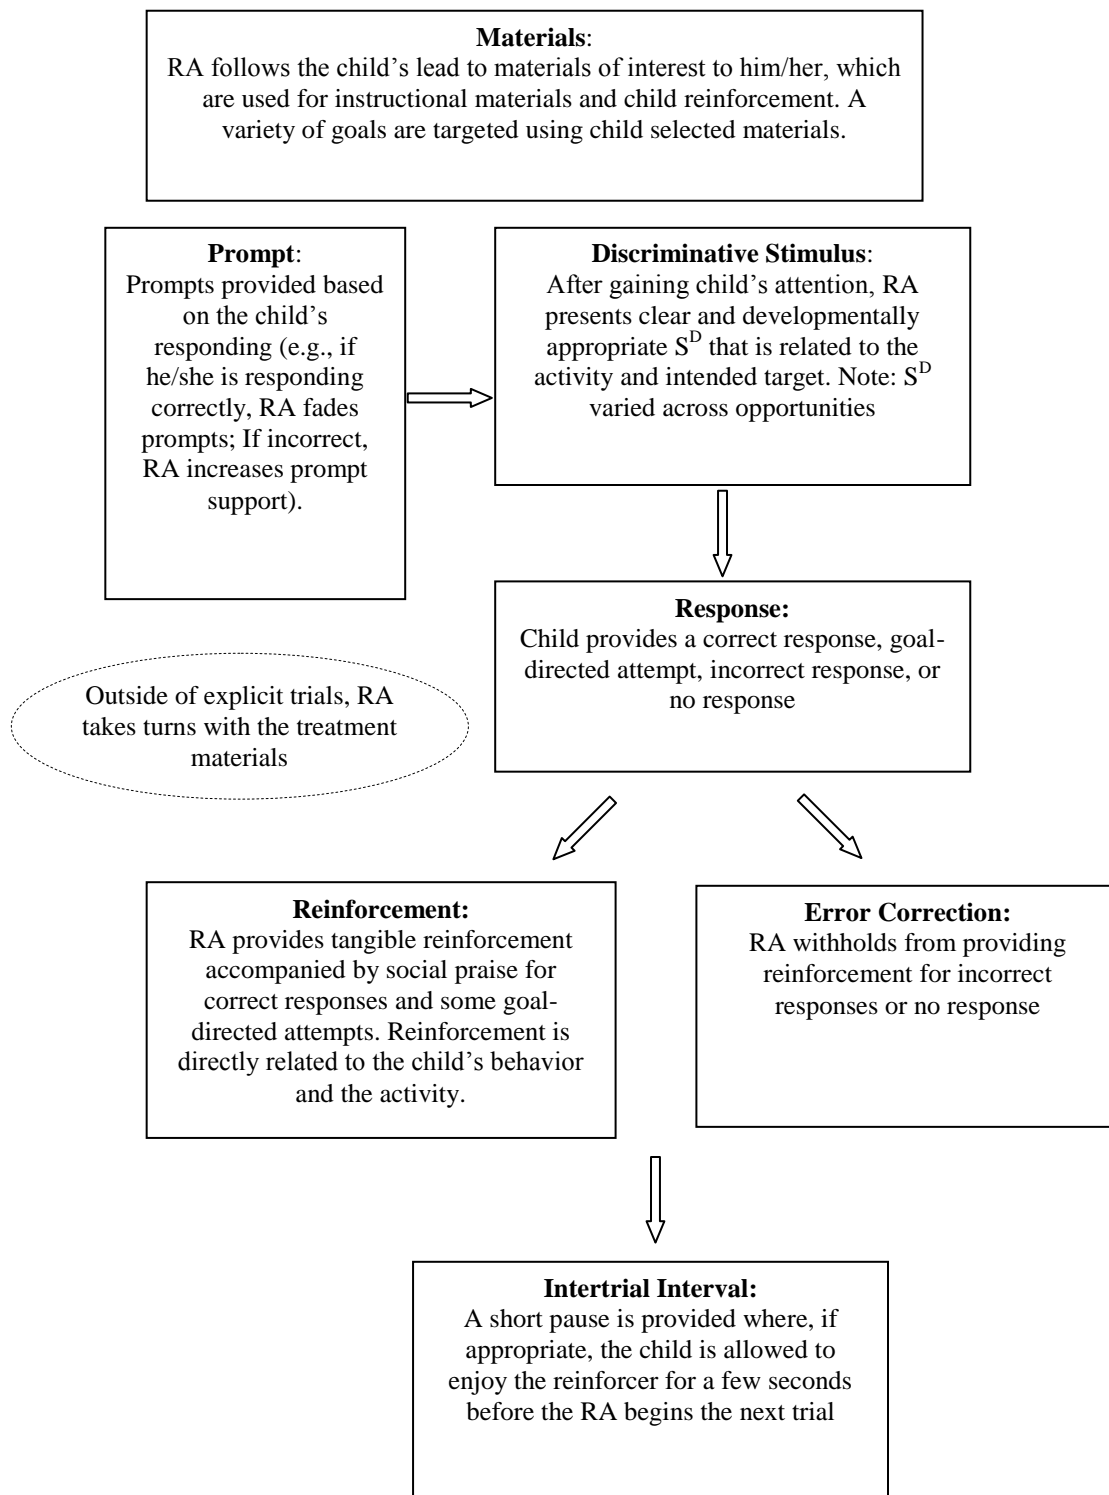 Materials:
RA follows the child’s lead to materials of interest to him/her, which
are used for instructional materials and child reinforcement. A
variety of goals are targeted using child selected materials.
Prompt:
Prompts provided based
on the child’s
responding (e.g., if
he/she is responding
correctly, RA fades
prompts; If incorrect,
RA increases prompt
support).
Discriminative Stimulus:
After gaining child’s attention, RA
presents clear and developmentally
appropriate S^D that is related to the
activity and intended target. Note: S^D
varied across opportunities
Response:
Child provides a correct response, goal-
directed attempt, incorrect response, or
no response
Outside of explicit trials, RA
takes turns with the treatment
materials
Reinforcement:
RA provides tangible reinforcement
accompanied by social praise for
correct responses and some goal-
directed attempts. Reinforcement is
directly related to the child’s behavior
and the activity.
Error Correction:
RA withholds from providing
reinforcement for incorrect
responses or no response
Intertrial Interval:
A short pause is provided where, if
appropriate, the child is allowed to
enjoy the reinforcer for a few seconds
before the RA begins the next trial